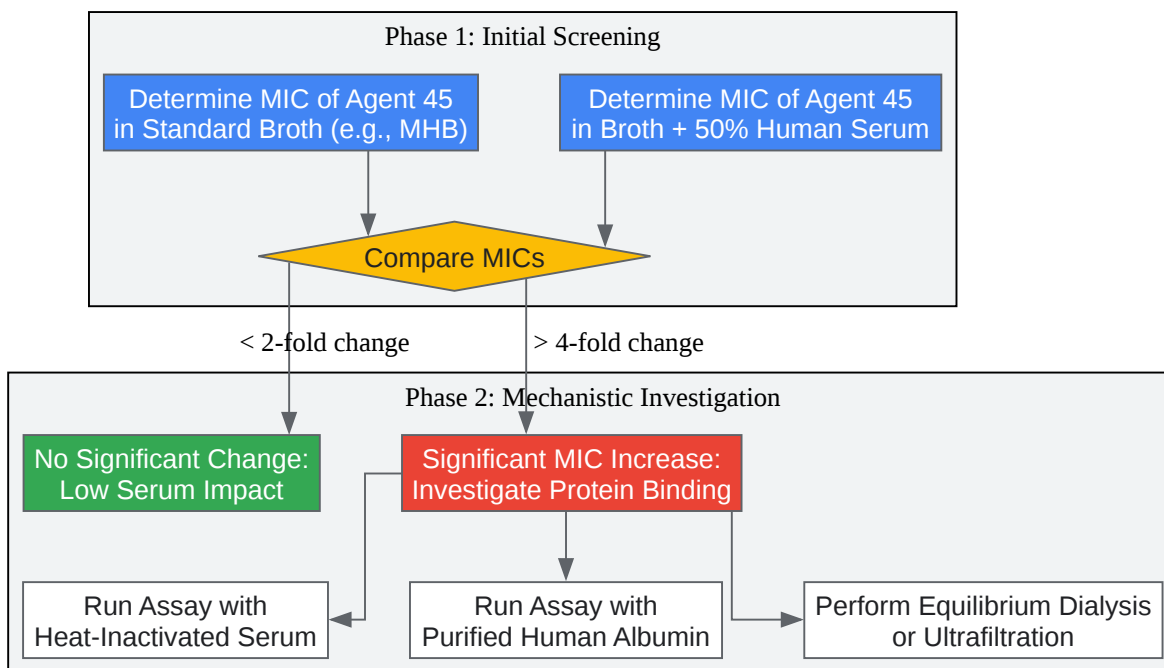 Phase 1: Initial Screening
Determine MIC of Agent 45
in Standard Broth (e.g., MHB)
Determine MIC of Agent 45
in Broth + 50% Human Serum
Compare MICs
< 2-fold change
> 4-fold change
Phase 2: Mechanistic Investigation
No Significant Change:
Low Serum Impact
Significant MIC Increase:
Investigate Protein Binding
Run Assay with
Heat-Inactivated Serum
Run Assay with
Purified Human Albumin
Perform Equilibrium Dialysis
or Ultrafiltration